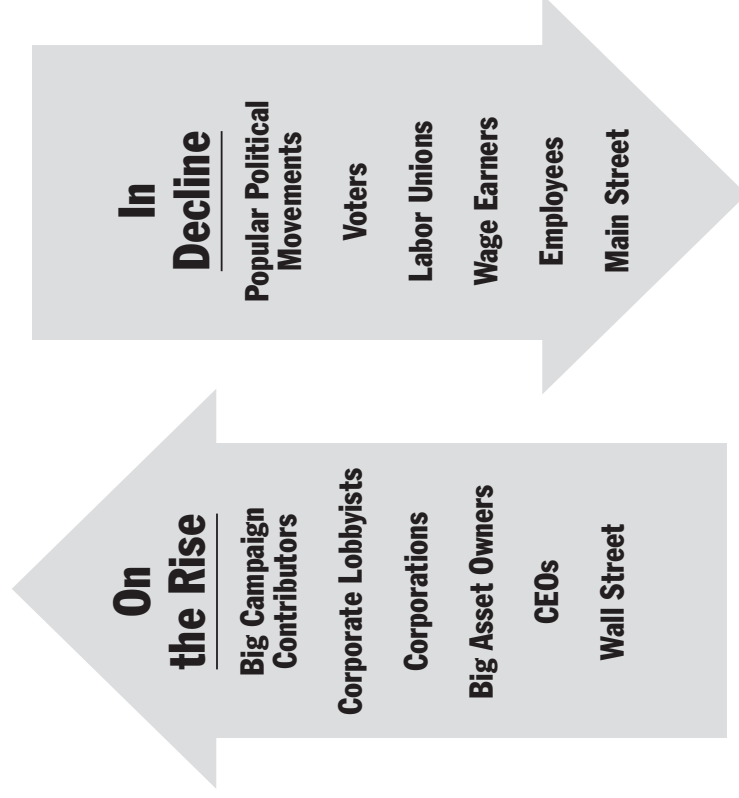 On
the Rise
Big Campaign
Contributors
Corporate Lobbyists
Corporations
Big Asset Owners
CEOs
Wall Street
In
Decline
Popular Political
Movements
Voters
Labor Unions
Wage Earners
Employees
Main Street